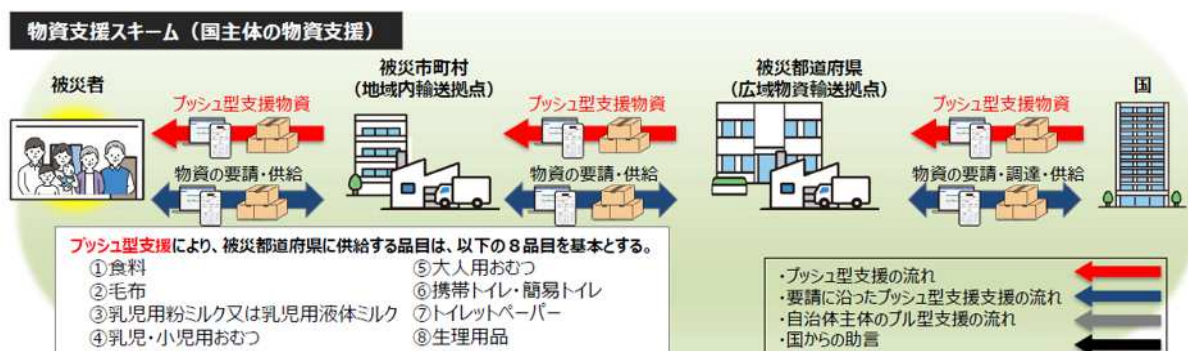 物資支援スキーム（国主体の物資支援）
被災者
被災市町村
（地域内輸送拠点）
被災都道府県
（広域物資輸送拠点）
国
プッシュ型支援物資
プッシュ型支援物資
プッシュ型支援物資
物資の要請・供給
物資の要請・供給
物資の要請・調達・供給
プッシュ型支援により、被災都道府県に供給する品目は、以下の８品目を基本とする。
①食料
②毛布
③乳児用粉ミルク又は乳児用液体ミルク
④乳児・小児用おむつ
⑤大人用おむつ
⑥携帯トイレ・簡易トイレ
⑦トイレットペーパー
⑧生理用品
・プッシュ型支援の流れ
・要請に沿ったプッシュ型支援支援の流れ
・自治体主体のプル型支援の流れ
・国からの助言